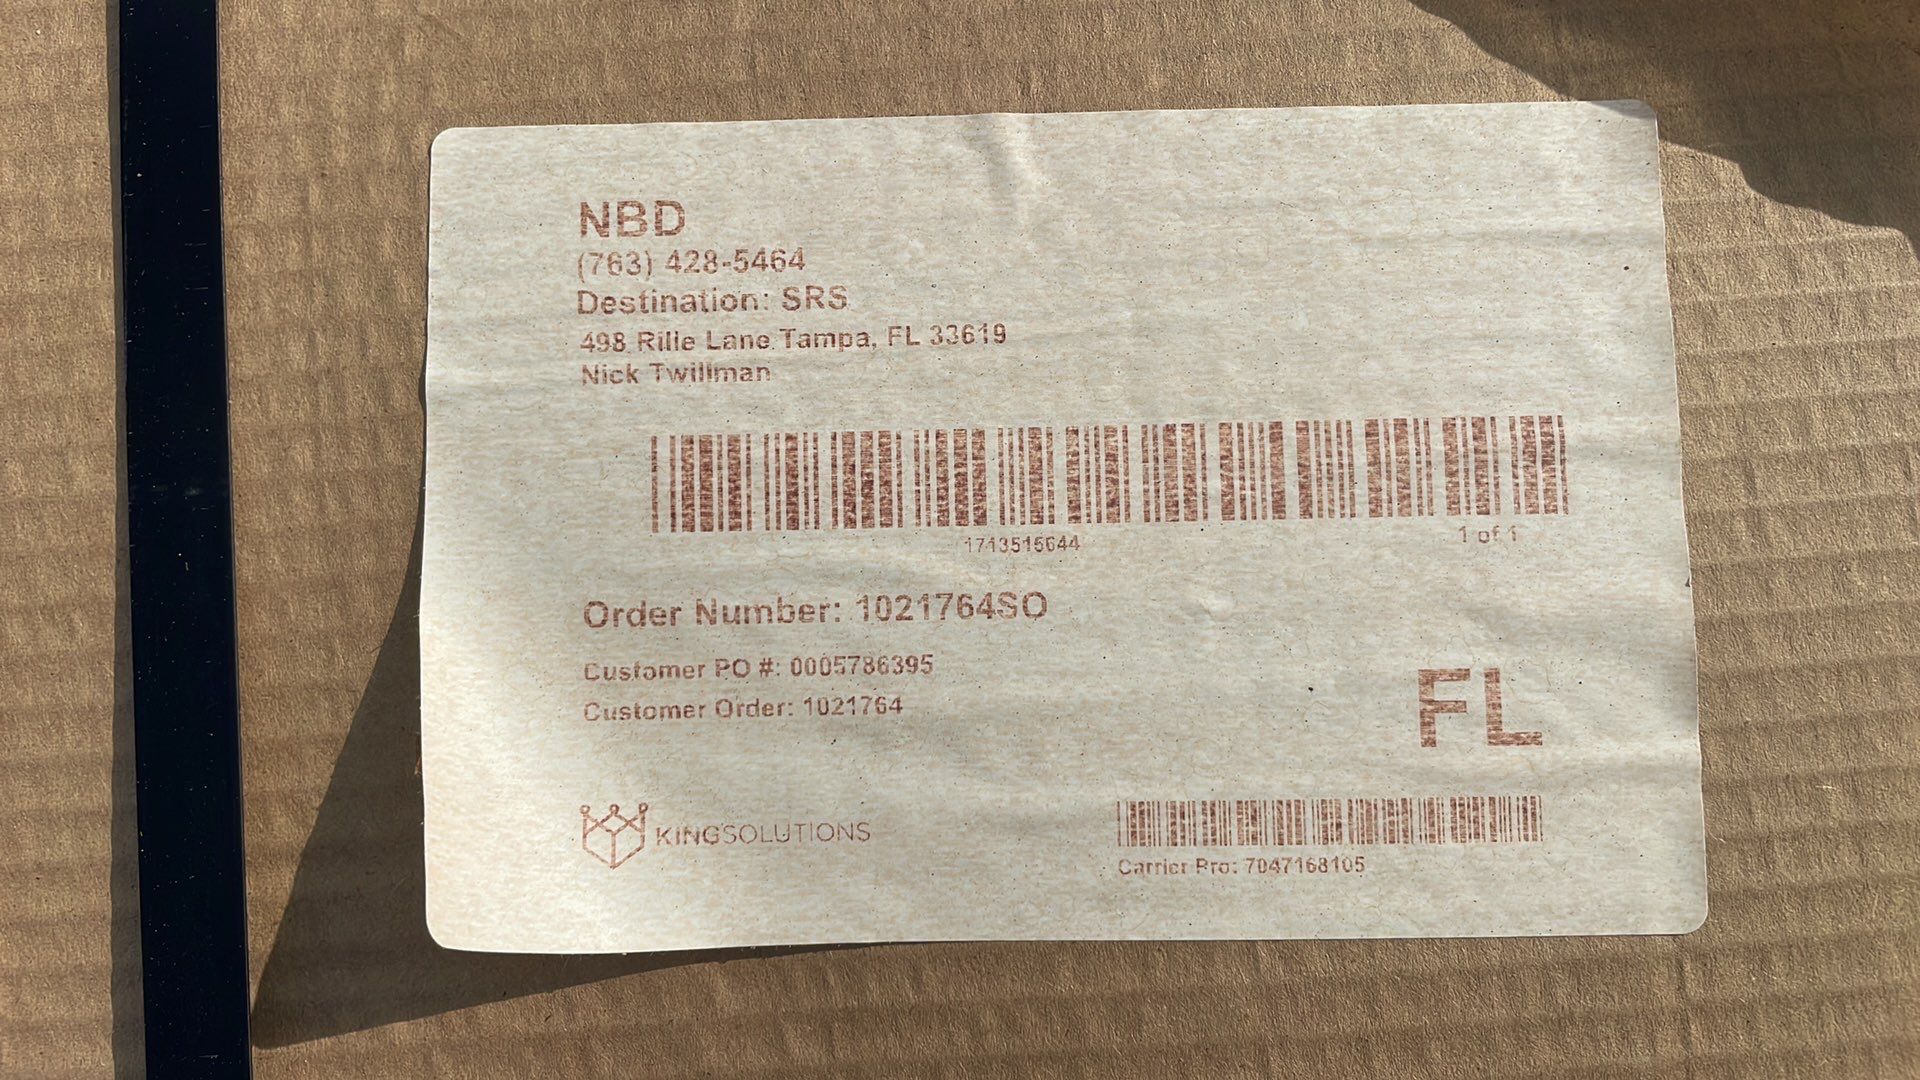 NBD
(763) 428-5464
Destination: SRS
498 Rille Lane Tampa, FL 33619
Nick Twillman
1713515644
1 of 1
Order Number: 1021764SO
Customer PO #: 0005786395
Customer Order: 1021764
FL
KINGSOLUTIONS
Carrier Pro: 7047168105